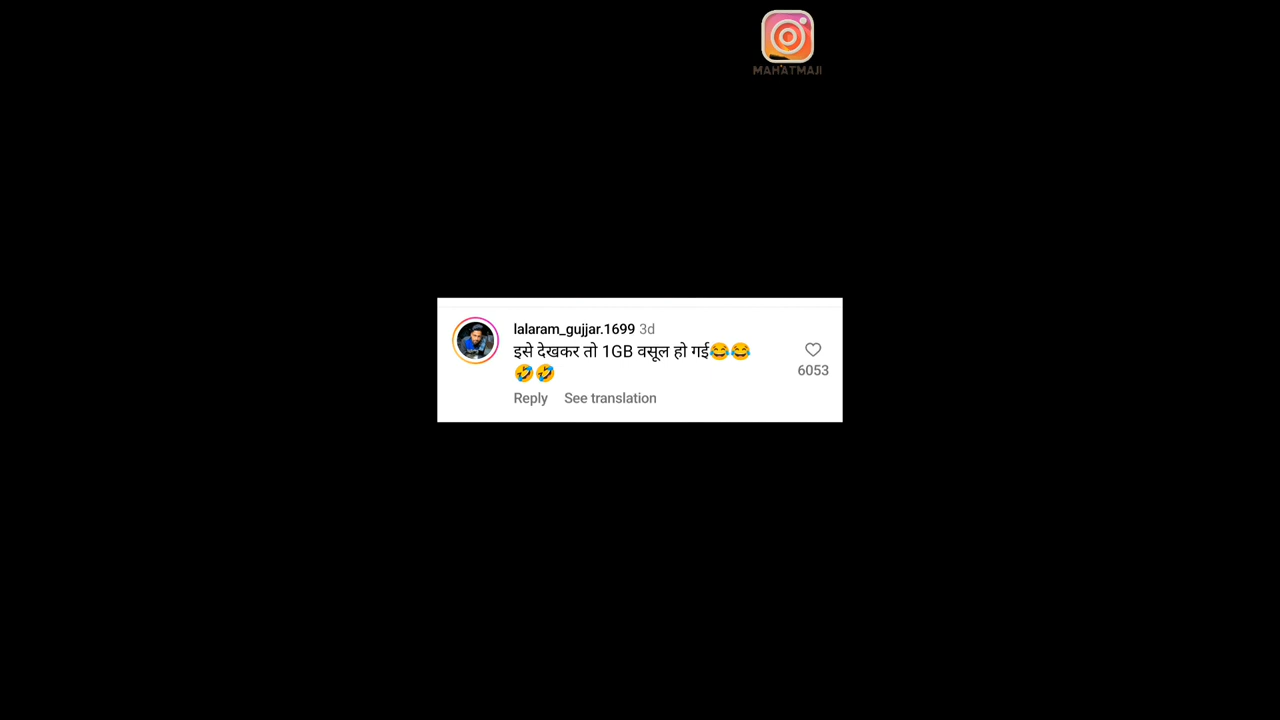 MAHATMAJI
lalaram_gujjar.1699 3d
इसे देखकर तो 1GB वसूल हो गई😂😂
🤣🤣
6053
Reply See translation